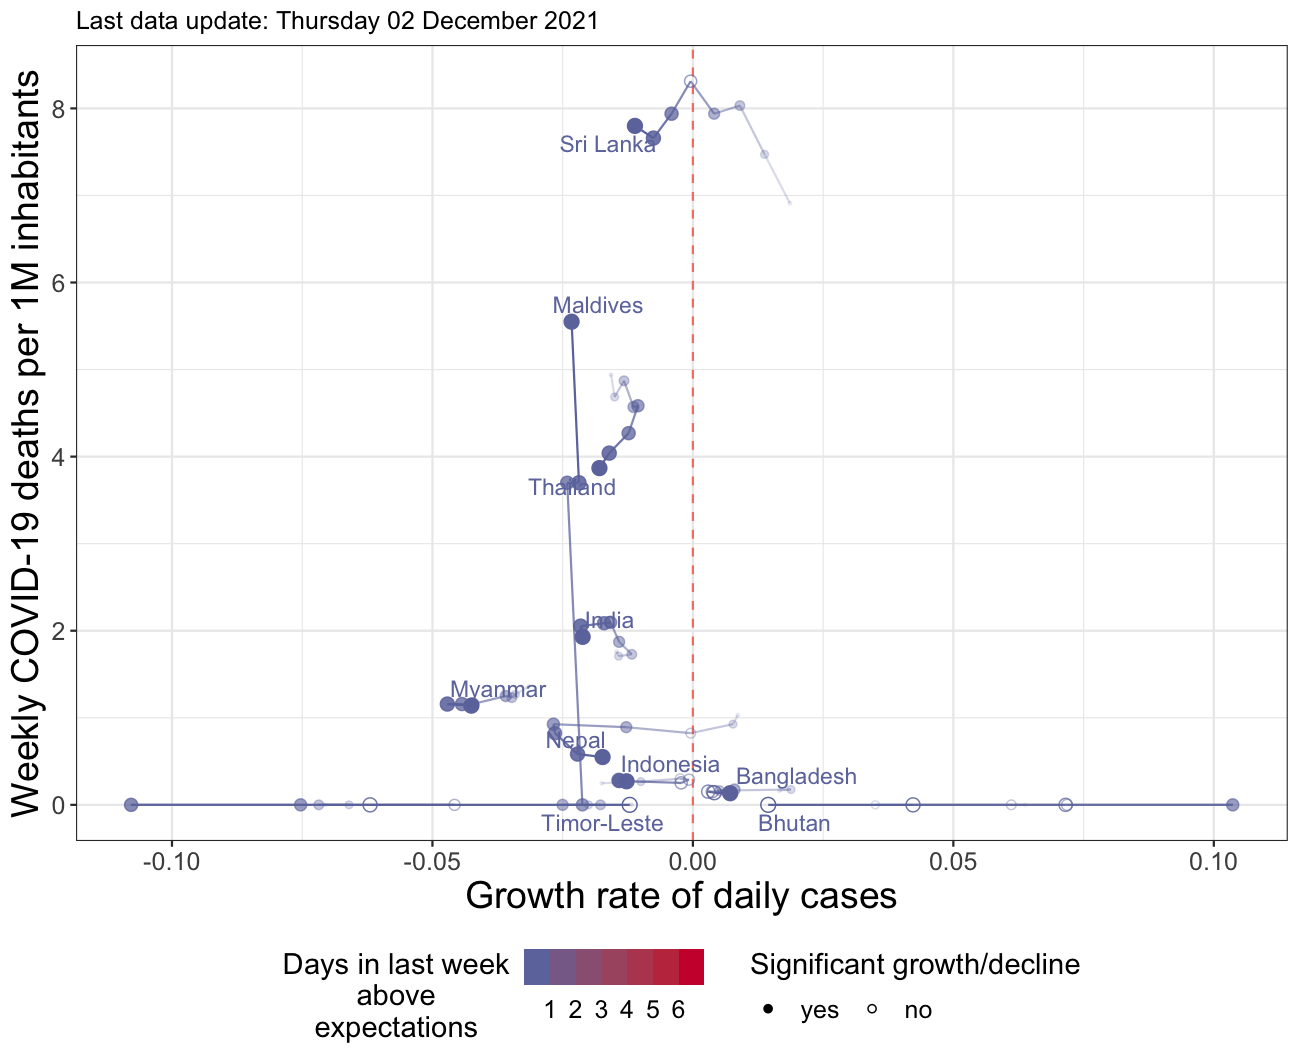 Last data update: Thursday 02 December 2021
Weekly COVID-19 deaths per 1M inhabitants
8
6
4
2
0
Sri Lanka
Maldives
Thailand
India
Myanmar
Nepal
Indonesia
Bangladesh
Timor-Leste
Bhutan
-0.10
-0.05
0.00
0.05
0.10
Growth rate of daily cases
Days in last week
above
expectations
1 2 3 4 5 6
Significant growth/decline
yes
no